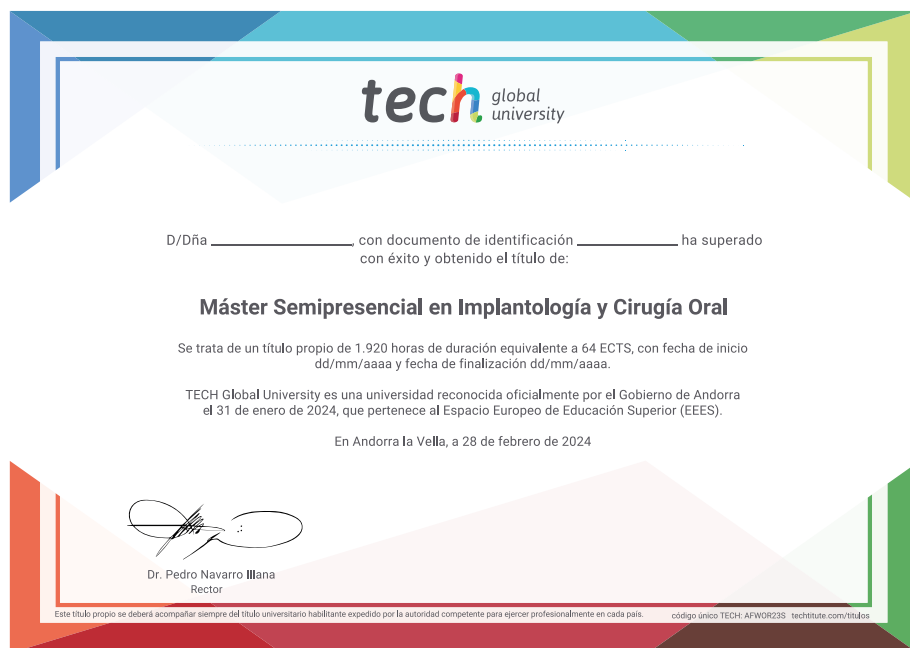 tech global university
D/Dña ____________________, con documento de identificación ______________ ha superado
con éxito y obtenido el título de:
Máster Semipresencial en Implantología y Cirugía Oral
Se trata de un título propio de 1.920 horas de duración equivalente a 64 ECTS, con fecha de inicio
dd/mm/aaaa y fecha de finalización dd/mm/aaaa.
TECH Global University es una universidad reconocida oficialmente por el Gobierno de Andorra
el 31 de enero de 2024, que pertenece al Espacio Europeo de Educación Superior (EEES).
En Andorra la Vella, a 28 de febrero de 2024
Dr. Pedro Navarro Illana
Rector
Este título propio se deberá acompañar siempre del título universitario habilitante expedido por la autoridad competente para ejercer profesionalmente en cada país.
código único TECH: AFWOR23S techtitute.com/titulos